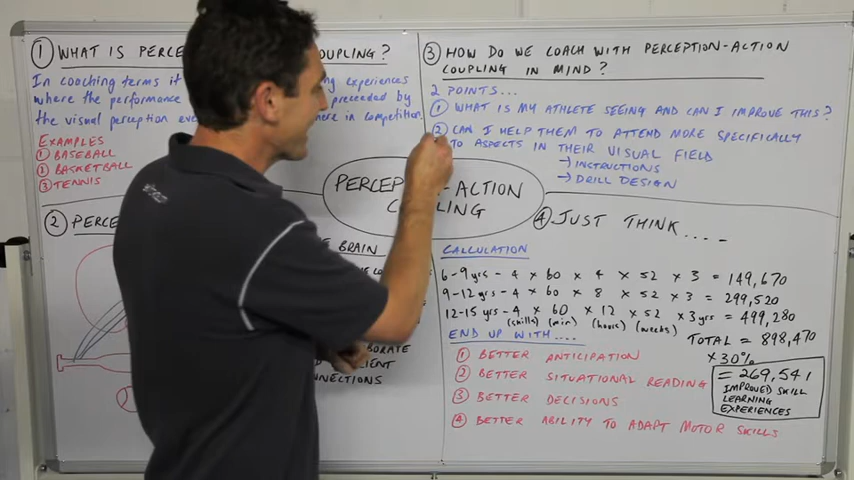 ① WHAT IS PERCE COUPLING?
In coaching terms it ng experiences
where the performance preceded by
the visual perception eve here in competition.
EXAMPLES
① BASEBALL
② BASKETBALL
③ TENNIS
② PERCE
BRAIN
BORATE
CIENT
NNECTIONS
PERCEP - ACTION
C LING
③ HOW DO WE COACH WITH PERCEPTION-ACTION
COUPLING IN MIND?
2 POINTS...
① WHAT IS MY ATHLETE SEEING AND CAN I IMPROVE THIS?
② CAN I HELP THEM TO ATTEND MORE SPECIFICALLY
TO ASPECTS IN THEIR VISUAL FIELD
→ INSTRUCTIONS
→ DRILL DESIGN
④ JUST THINK....
CALCULATION
6-9 yrs - 4 × 60 × 4 × 52 × 3 = 149,670
9-12 yrs - 4 × 60 × 8 × 52 × 3 = 299,520
12-15 yrs - 4 × 60 × 12 × 52 × 3 yrs = 499,280
(skills) (min) (hours) (weeks)
TOTAL = 898,470
×30%
= 269,541
IMPROVED SKILL
LEARNING
EXPERIENCES
END UP WITH....
① BETTER ANTICIPATION
② BETTER SITUATIONAL READING
③ BETTER DECISIONS
④ BETTER ABILITY TO ADAPT MOTOR SKILLS